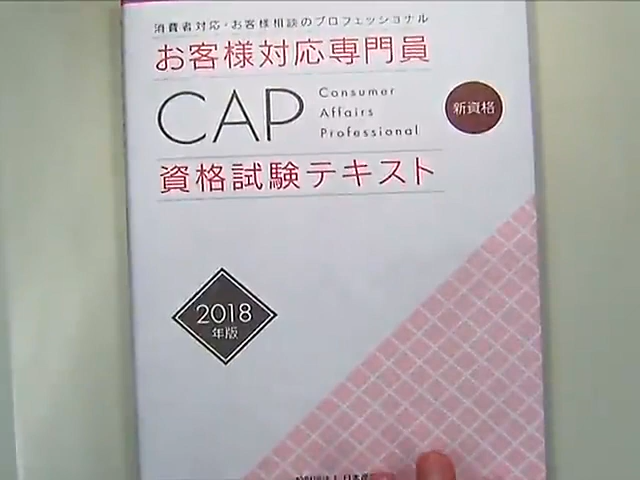 消費者対応・お客様相談のプロフェッショナル
お客様対応専門員
CAP
Consumer
Affairs
Professional
新資格
資格試験テキスト
2018
年版